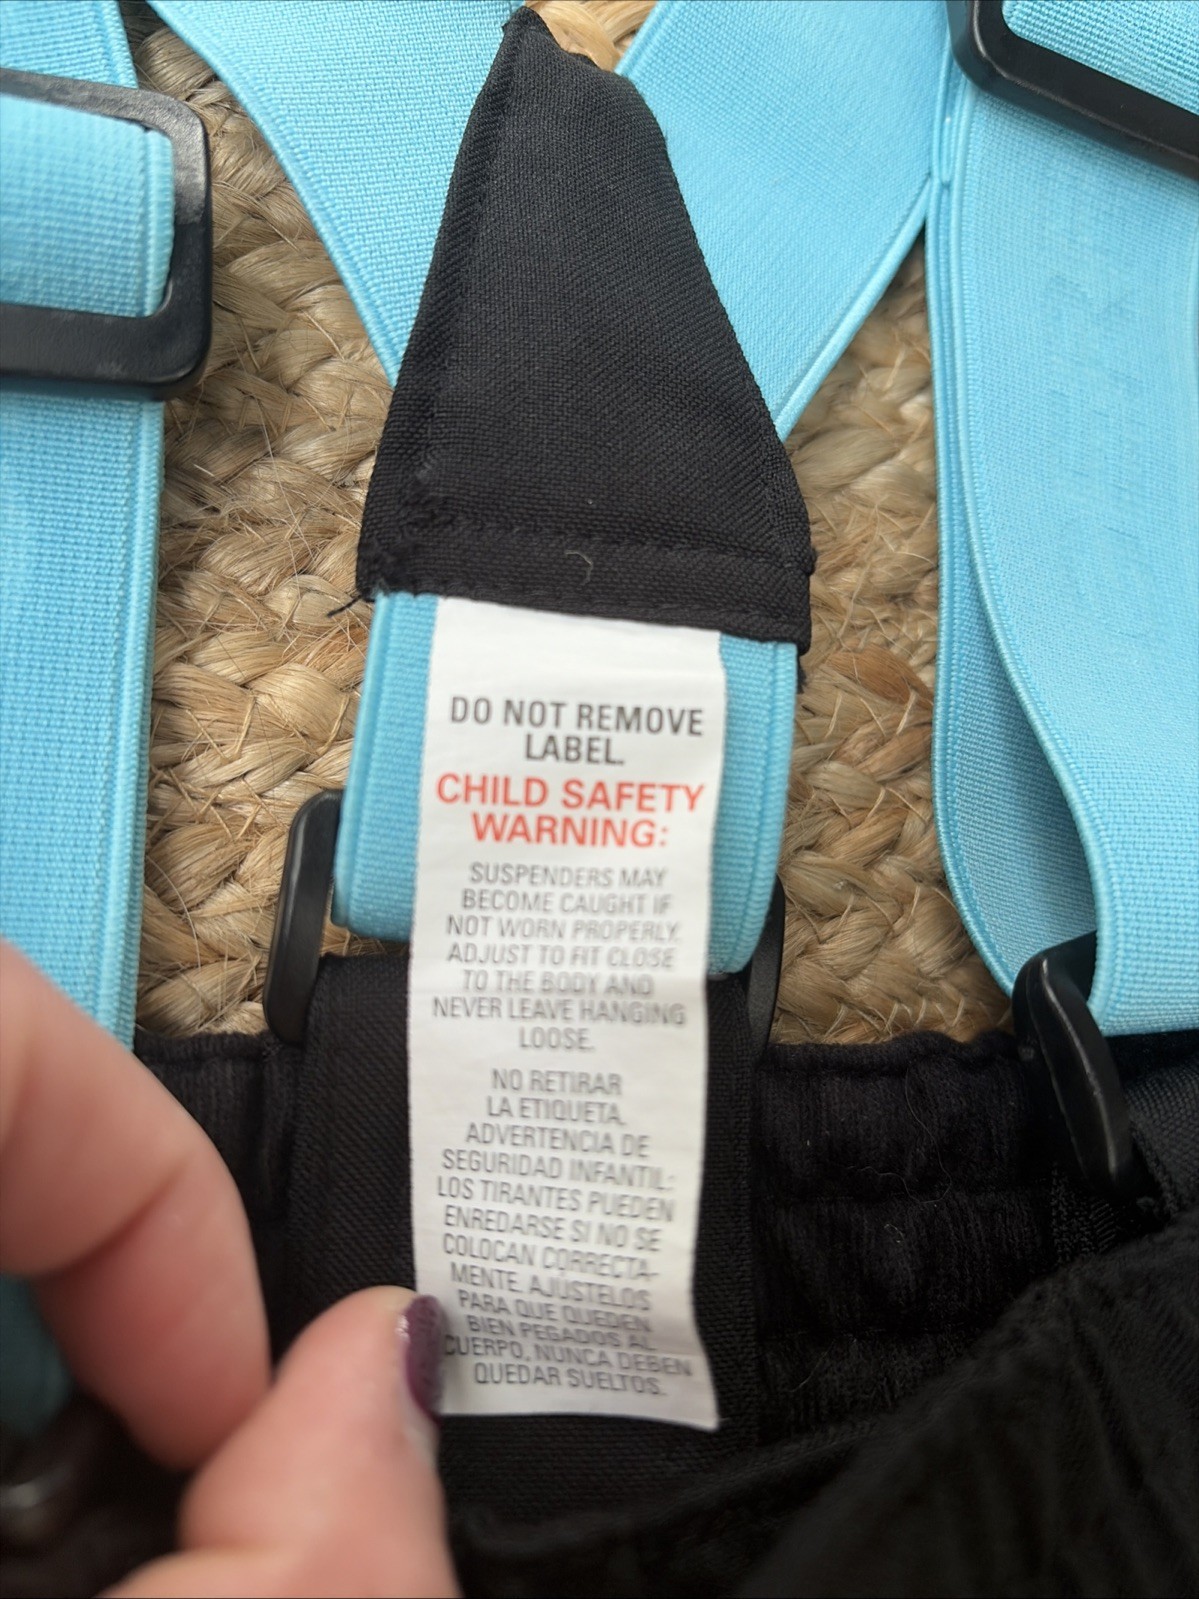 DO NOT REMOVE
LABEL.
CHILD SAFETY
WARNING:
SUSPENDERS MAY
BECOME CAUGHT IF
NOT WORN PROPERLY.
ADJUST TO FIT CLOSE
TO THE BODY AND
NEVER LEAVE HANGING
LOOSE.
NO RETIRAR
LA ETIQUETA.
ADVERTENCIA DE
SEGURIDAD INFANTIL:
LOS TIRANTES PUEDEN
ENREDARSE SI NO SE
COLOCAN CORRECTA-
MENTE. AJÚSTELOS
PARA QUE QUEDEN
BIEN PEGADOS AL
CUERPO, NUNCA DEBEN
QUEDAR SUELTOS.